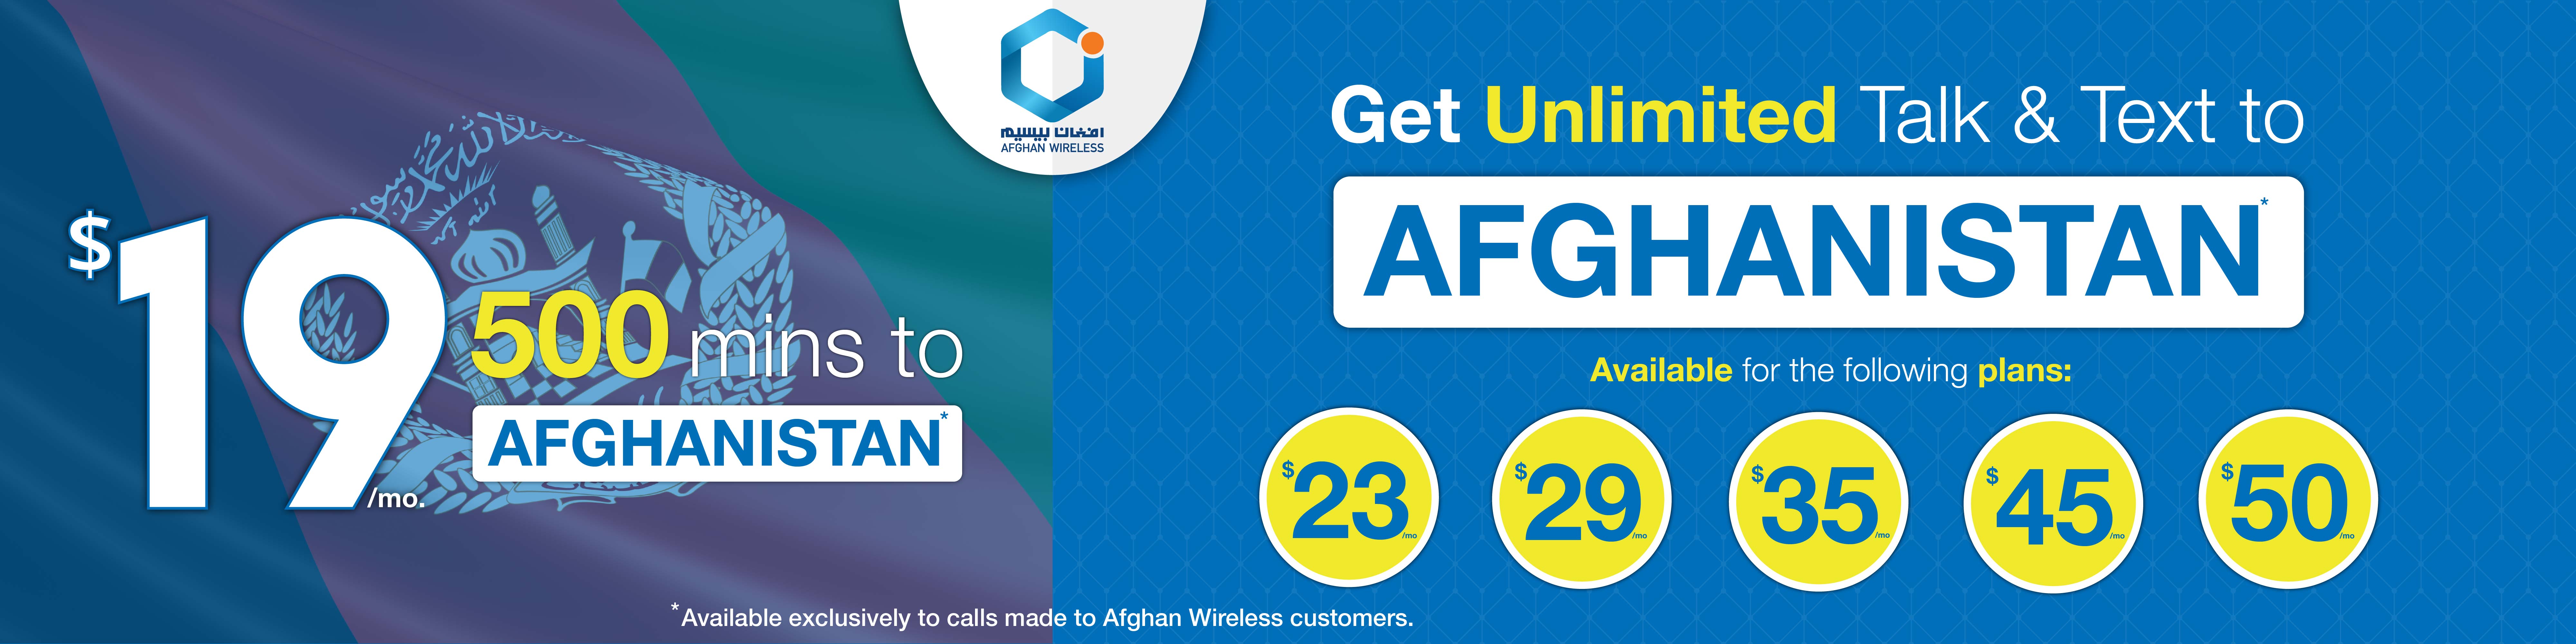 افغان بیسیم
AFGHAN WIRELESS
$19/mo.
500 mins to
AFGHANISTAN*
Get Unlimited Talk & Text to
AFGHANISTAN*
Available for the following plans:
$23/mo $29/mo $35/mo $45/mo $50/mo
*Available exclusively to calls made to Afghan Wireless customers.